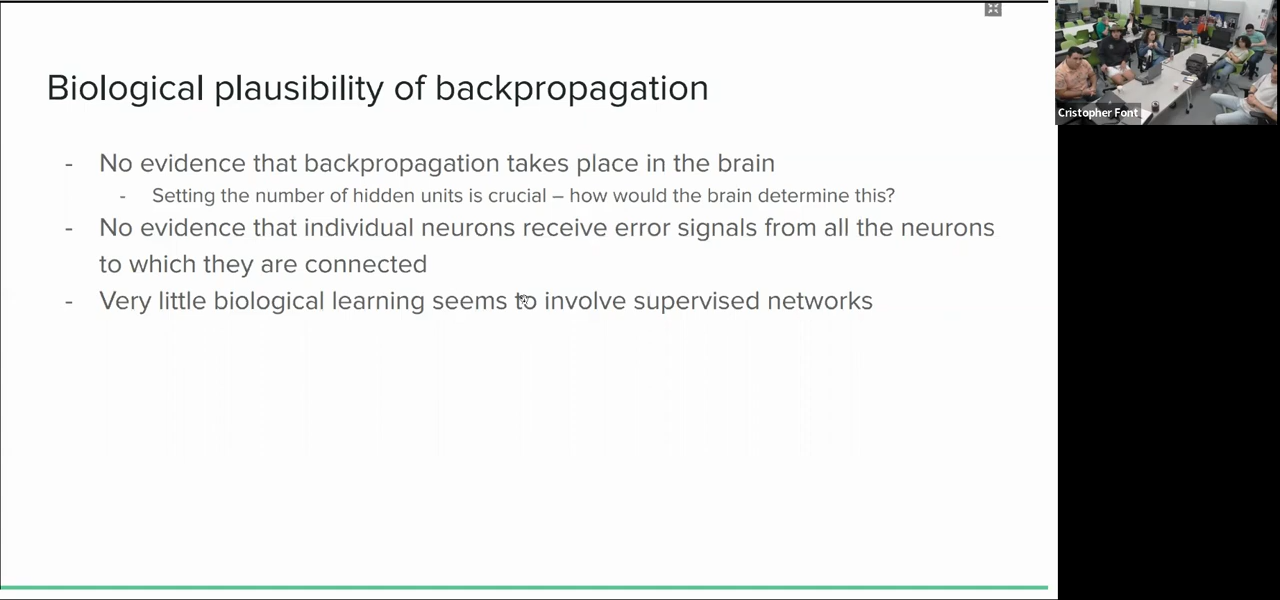 Biological plausibility of backpropagation
- No evidence that backpropagation takes place in the brain
- Setting the number of hidden units is crucial – how would the brain determine this?
- No evidence that individual neurons receive error signals from all the neurons
to which they are connected
- Very little biological learning seems to involve supervised networks
Cristopher Font